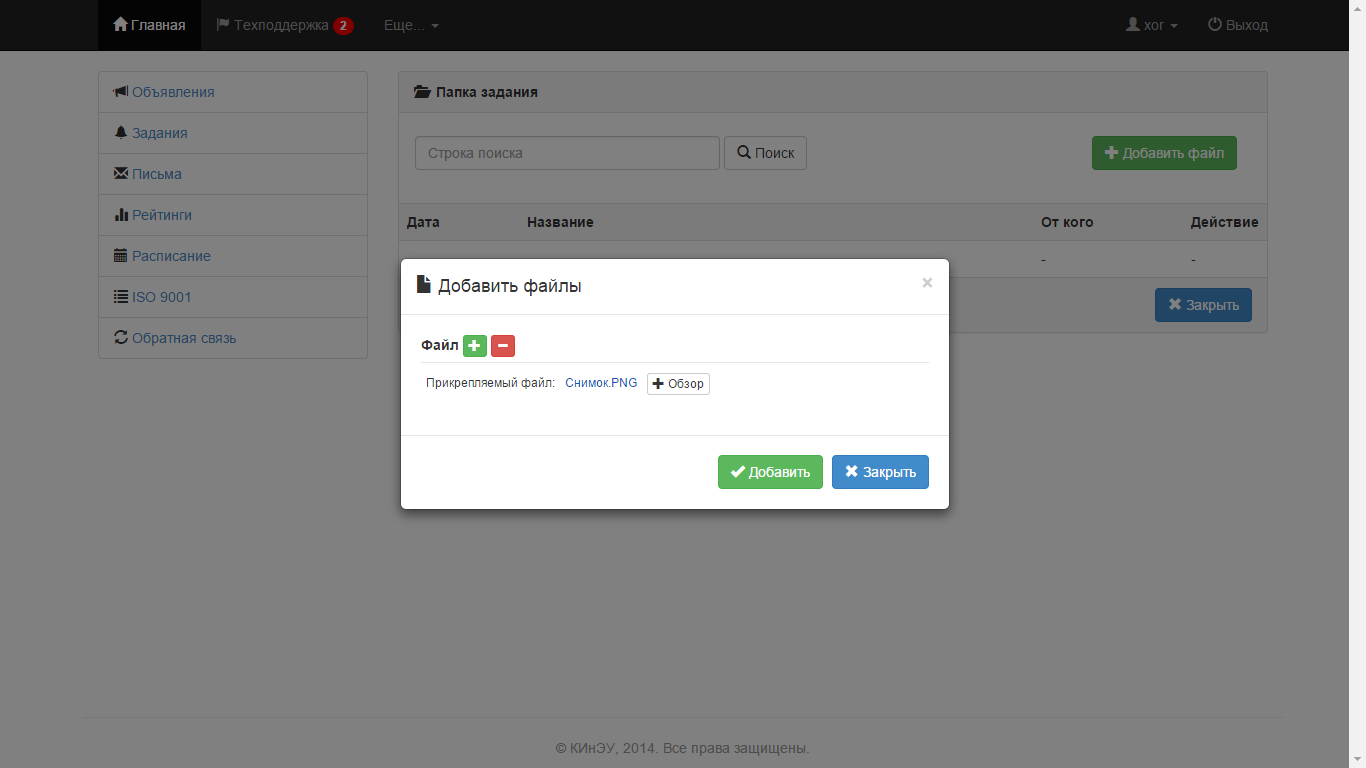 Главная Техподдержка 2 Еще... xor Выход
Объявления
Задания
Письма
Рейтинги
Расписание
ISO 9001
Обратная связь
Папка задания
Строка поиска Поиск Добавить файл
Дата Название От кого Действие
- -
Закрыть
Добавить файлы ×
Файл
Прикрепляемый файл: Снимок.PNG Обзор
Добавить Закрыть
© КИнЭУ, 2014. Все права защищены.